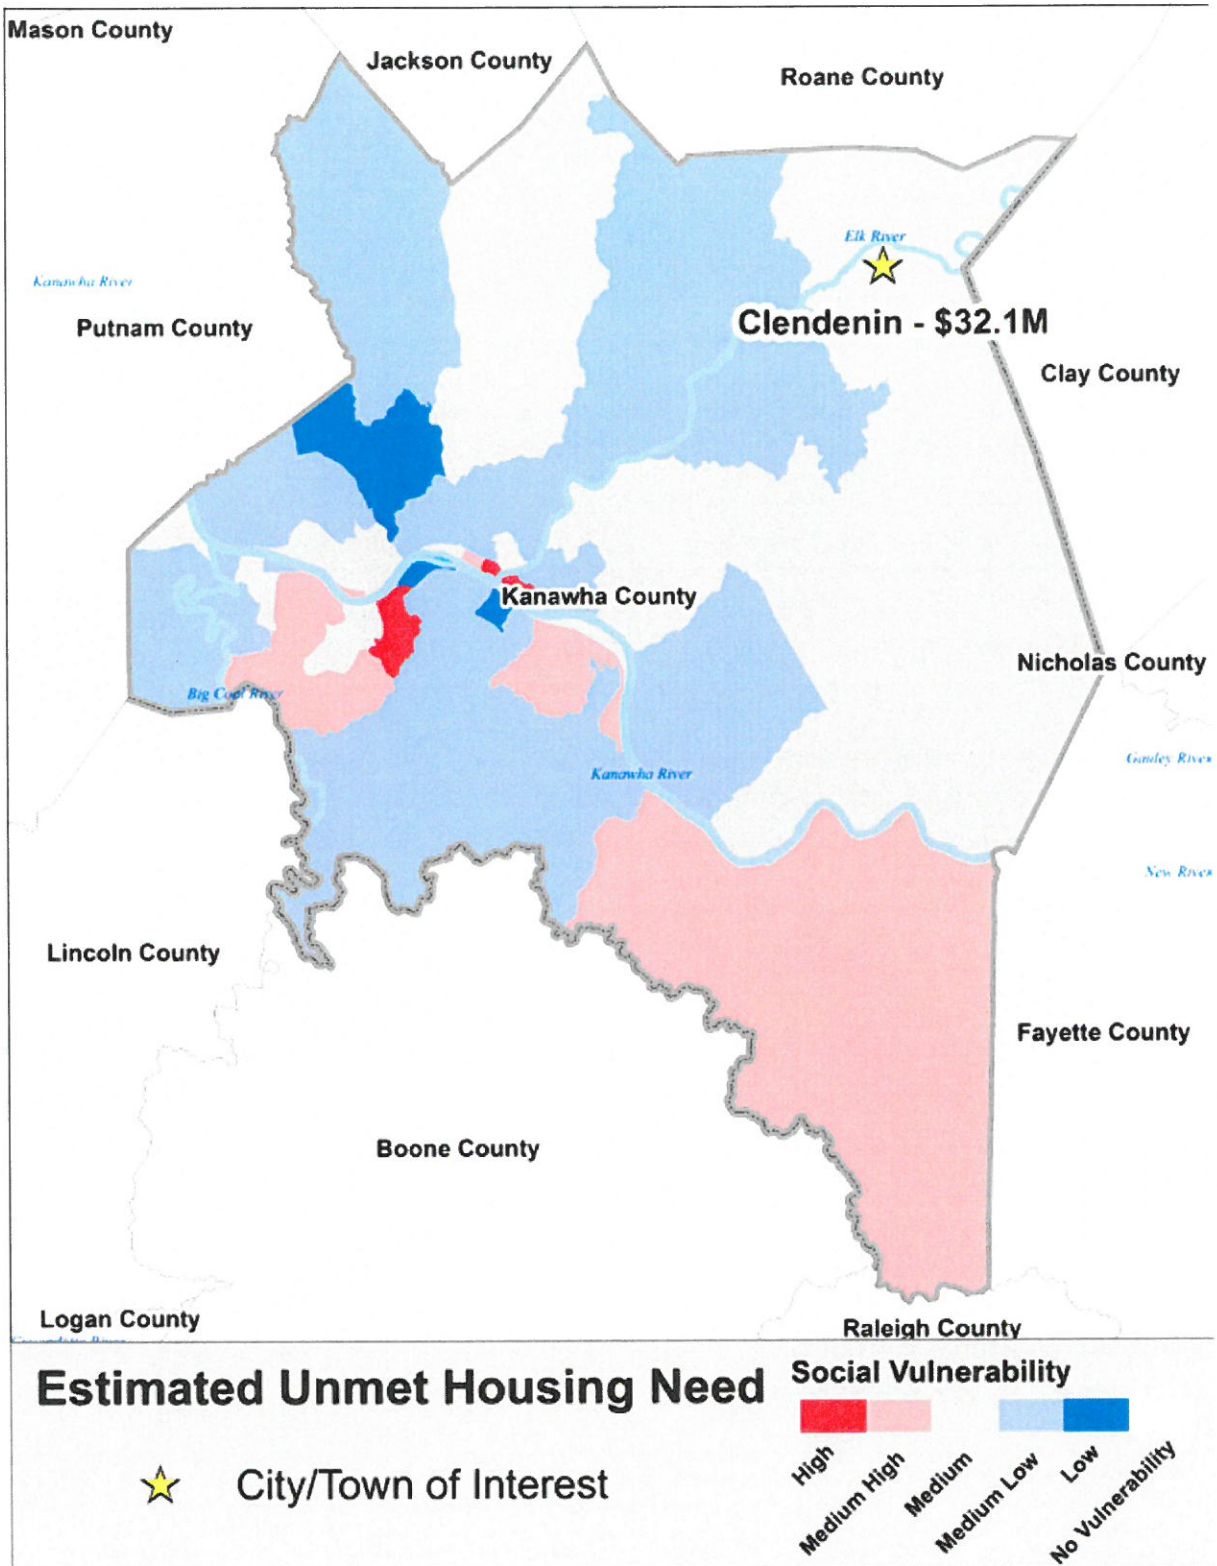 Mason County
Jackson County
Roane County
Elk River
Kanawha River
Putnam County
Clendenin - $32.1M
Clay County
Kanawha County
Nicholas County
Big Coal River
Kanawha River
Gauley River
New River
Lincoln County
Fayette County
Boone County
Logan County
Raleigh County
Estimated Unmet Housing Need
Social Vulnerability
High
Medium High
Medium
Medium Low
Low
No Vulnerability
City/Town of Interest